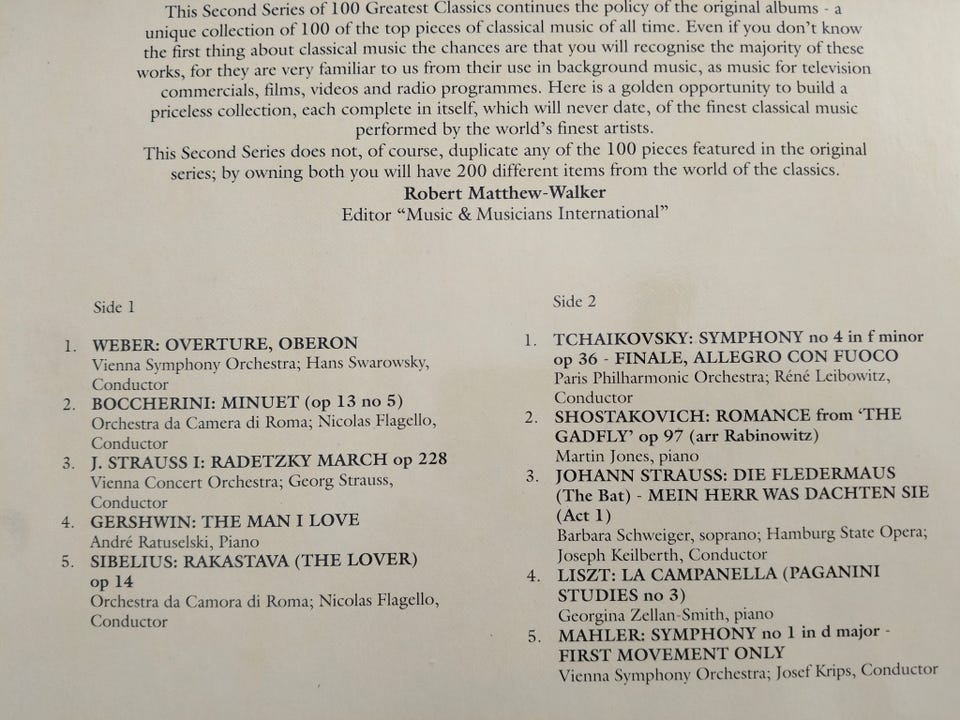 This Second Series of 100 Greatest Classics continues the policy of the original albums - a
unique collection of 100 of the top pieces of classical music of all time. Even if you don't know
the first thing about classical music the chances are that you will recognise the majority of these
works, for they are very familiar to us from their use in background music, as music for television
commercials, films, videos and radio programmes. Here is a golden opportunity to build a
priceless collection, each complete in itself, which will never date, of the finest classical music
performed by the world's finest artists.
This Second Series does not, of course, duplicate any of the 100 pieces featured in the original
series; by owning both you will have 200 different items from the world of the classics.
Robert Matthew-Walker
Editor "Music & Musicians International"
Side 1
1. WEBER: OVERTURE, OBERON
Vienna Symphony Orchestra; Hans Swarowsky,
Conductor
2. BOCCHERINI: MINUET (op 13 no 5)
Orchestra da Camera di Roma; Nicolas Flagello,
Conductor
3. J. STRAUSS I: RADETZKY MARCH op 228
Vienna Concert Orchestra; Georg Strauss,
Conductor
4. GERSHWIN: THE MAN I LOVE
André Ratuselski, Piano
5. SIBELIUS: RAKASTAVA (THE LOVER)
op 14
Orchestra da Camora di Roma; Nicolas Flagello,
Conductor
Side 2
1. TCHAIKOVSKY: SYMPHONY no 4 in f minor
op 36 - FINALE, ALLEGRO CON FUOCO
Paris Philharmonic Orchestra; Réné Leibowitz,
Conductor
2. SHOSTAKOVICH: ROMANCE from 'THE
GADFLY' op 97 (arr Rabinowitz)
Martin Jones, piano
3. JOHANN STRAUSS: DIE FLEDERMAUS
(The Bat) - MEIN HERR WAS DACHTEN SIE
(Act 1)
Barbara Schweiger, soprano; Hamburg State Opera;
Joseph Keilberth, Conductor
4. LISZT: LA CAMPANELLA (PAGANINI
STUDIES no 3)
Georgina Zellan-Smith, piano
5. MAHLER: SYMPHONY no 1 in d major -
FIRST MOVEMENT ONLY
Vienna Symphony Orchestra; Josef Krips, Conductor